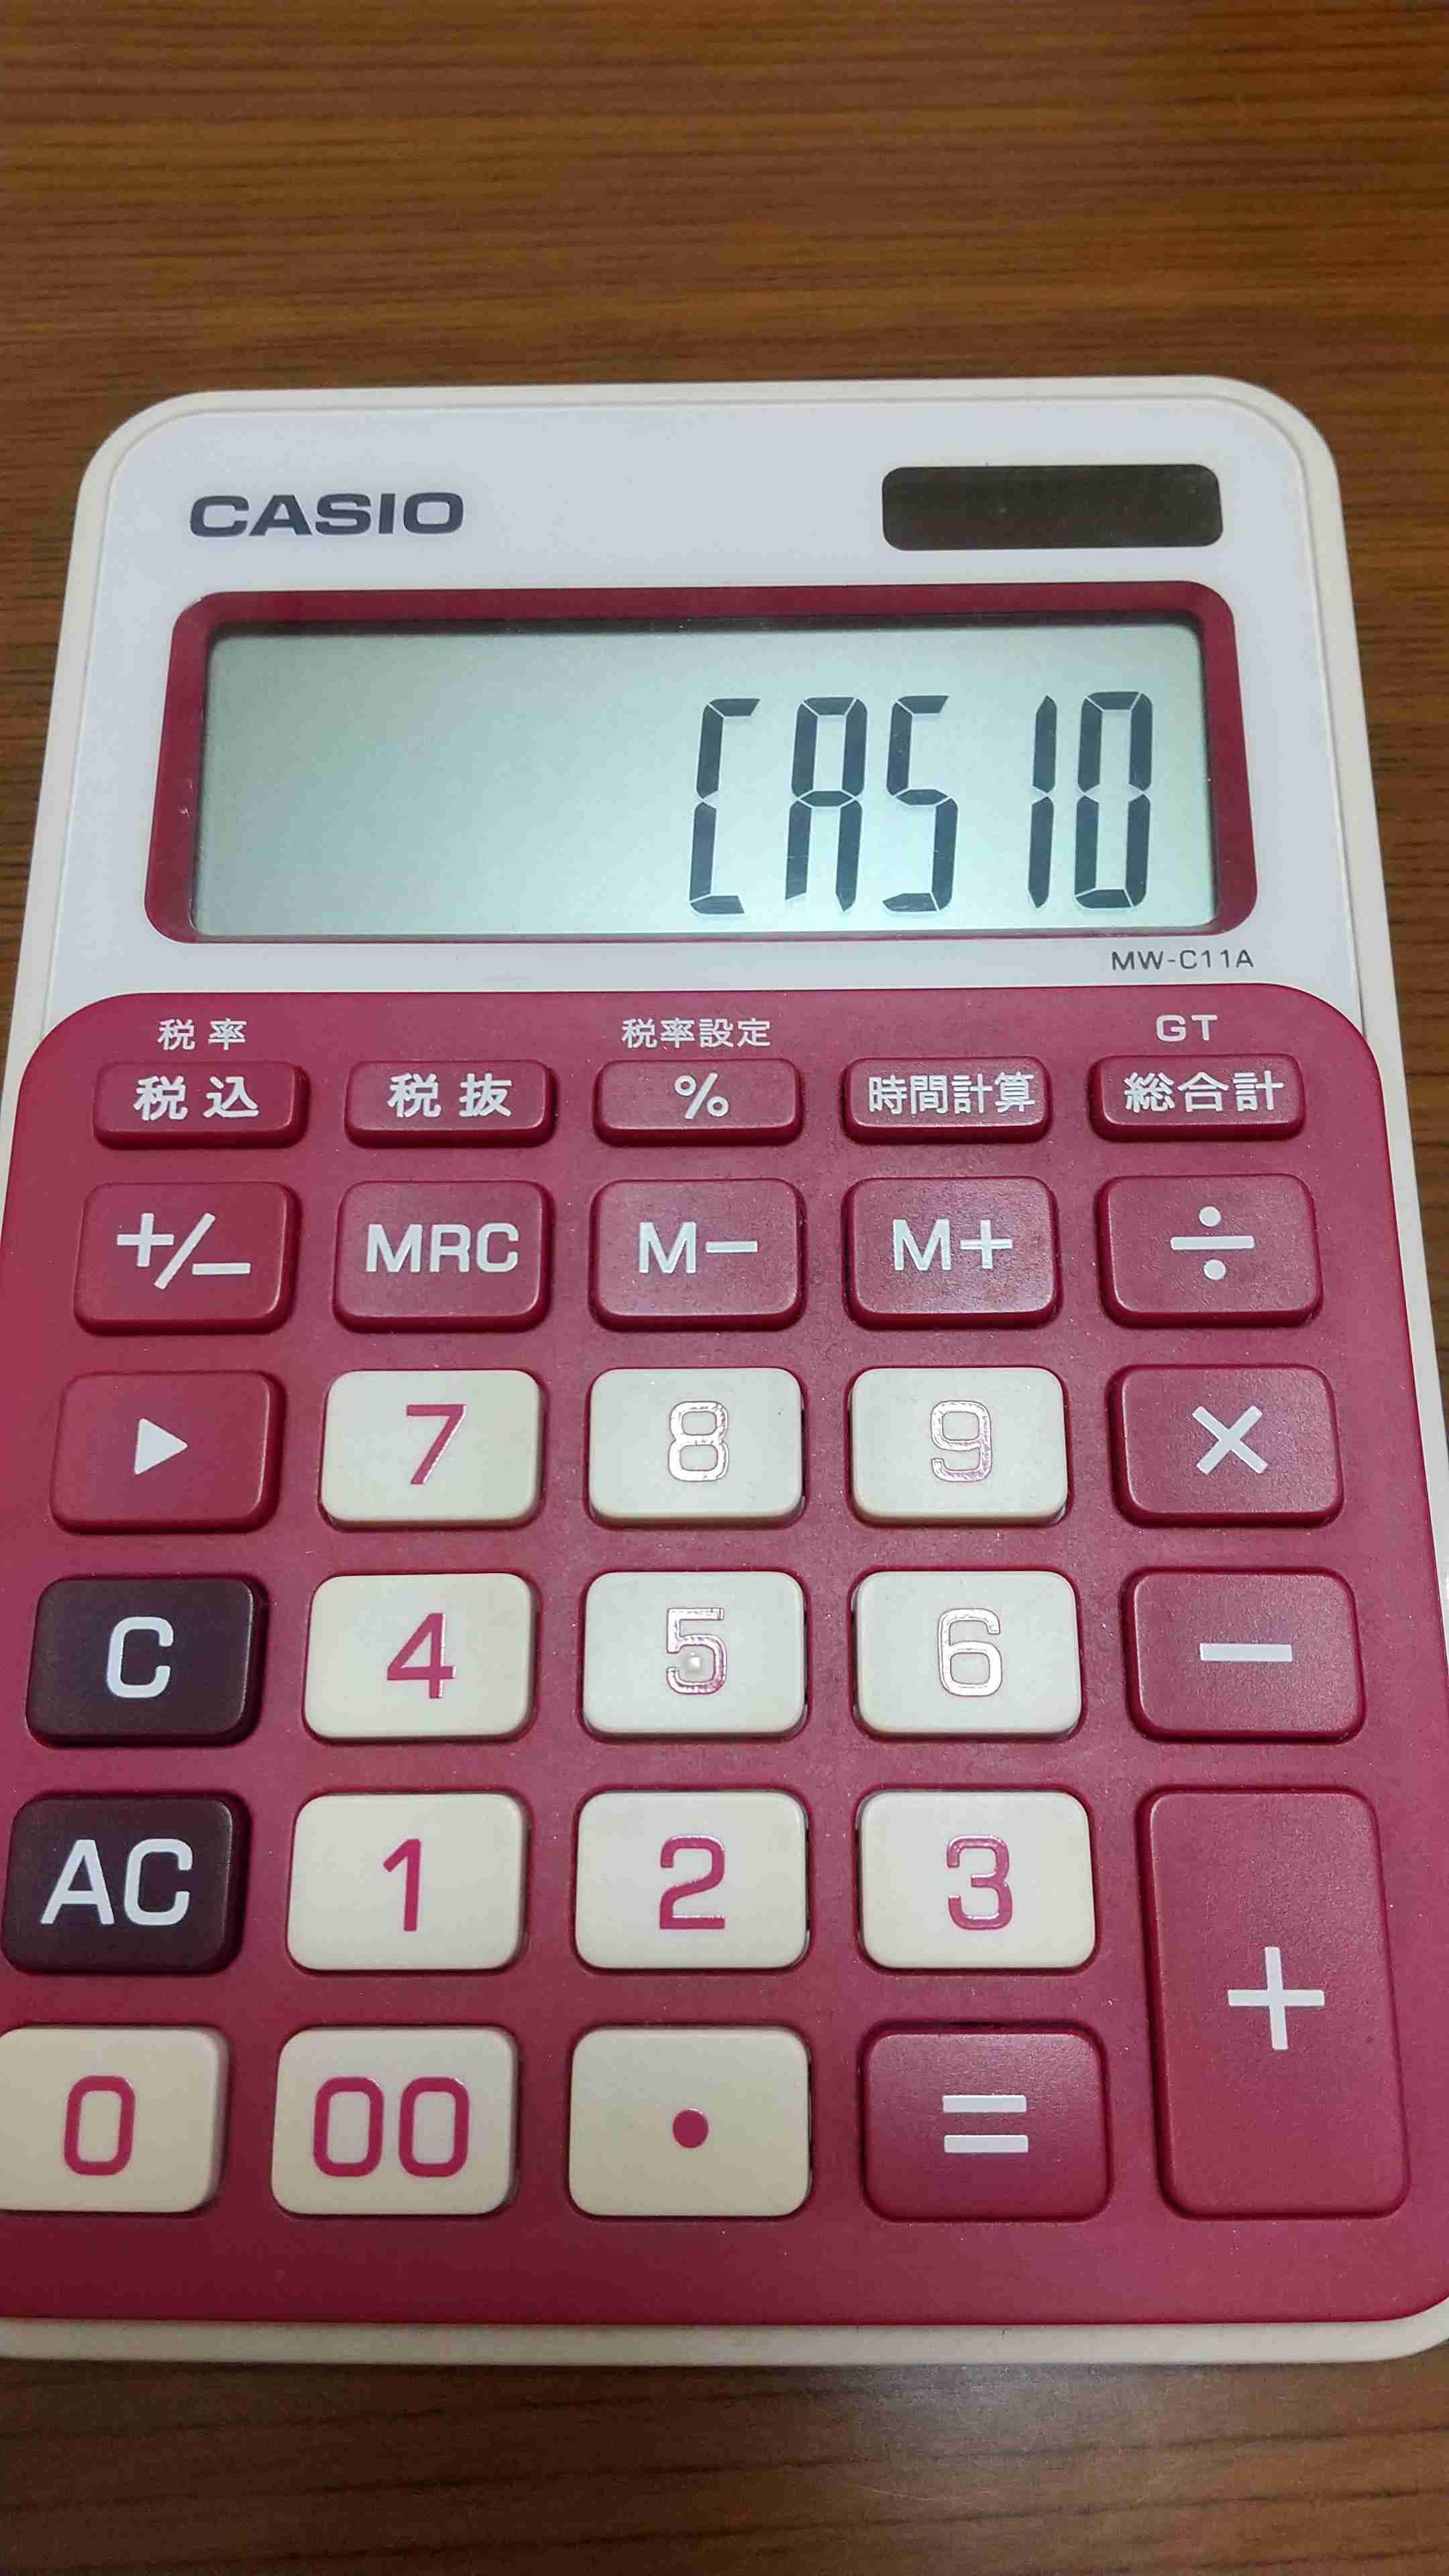 CASIO
CASIO
MW-C11A
税率 税率設定 GT
税込 税抜 % 時間計算 総合計
+/− MRC M− M+ ÷
▶ 7 8 9 ×
C 4 5 6 −
AC 1 2 3 +
0 00 • =